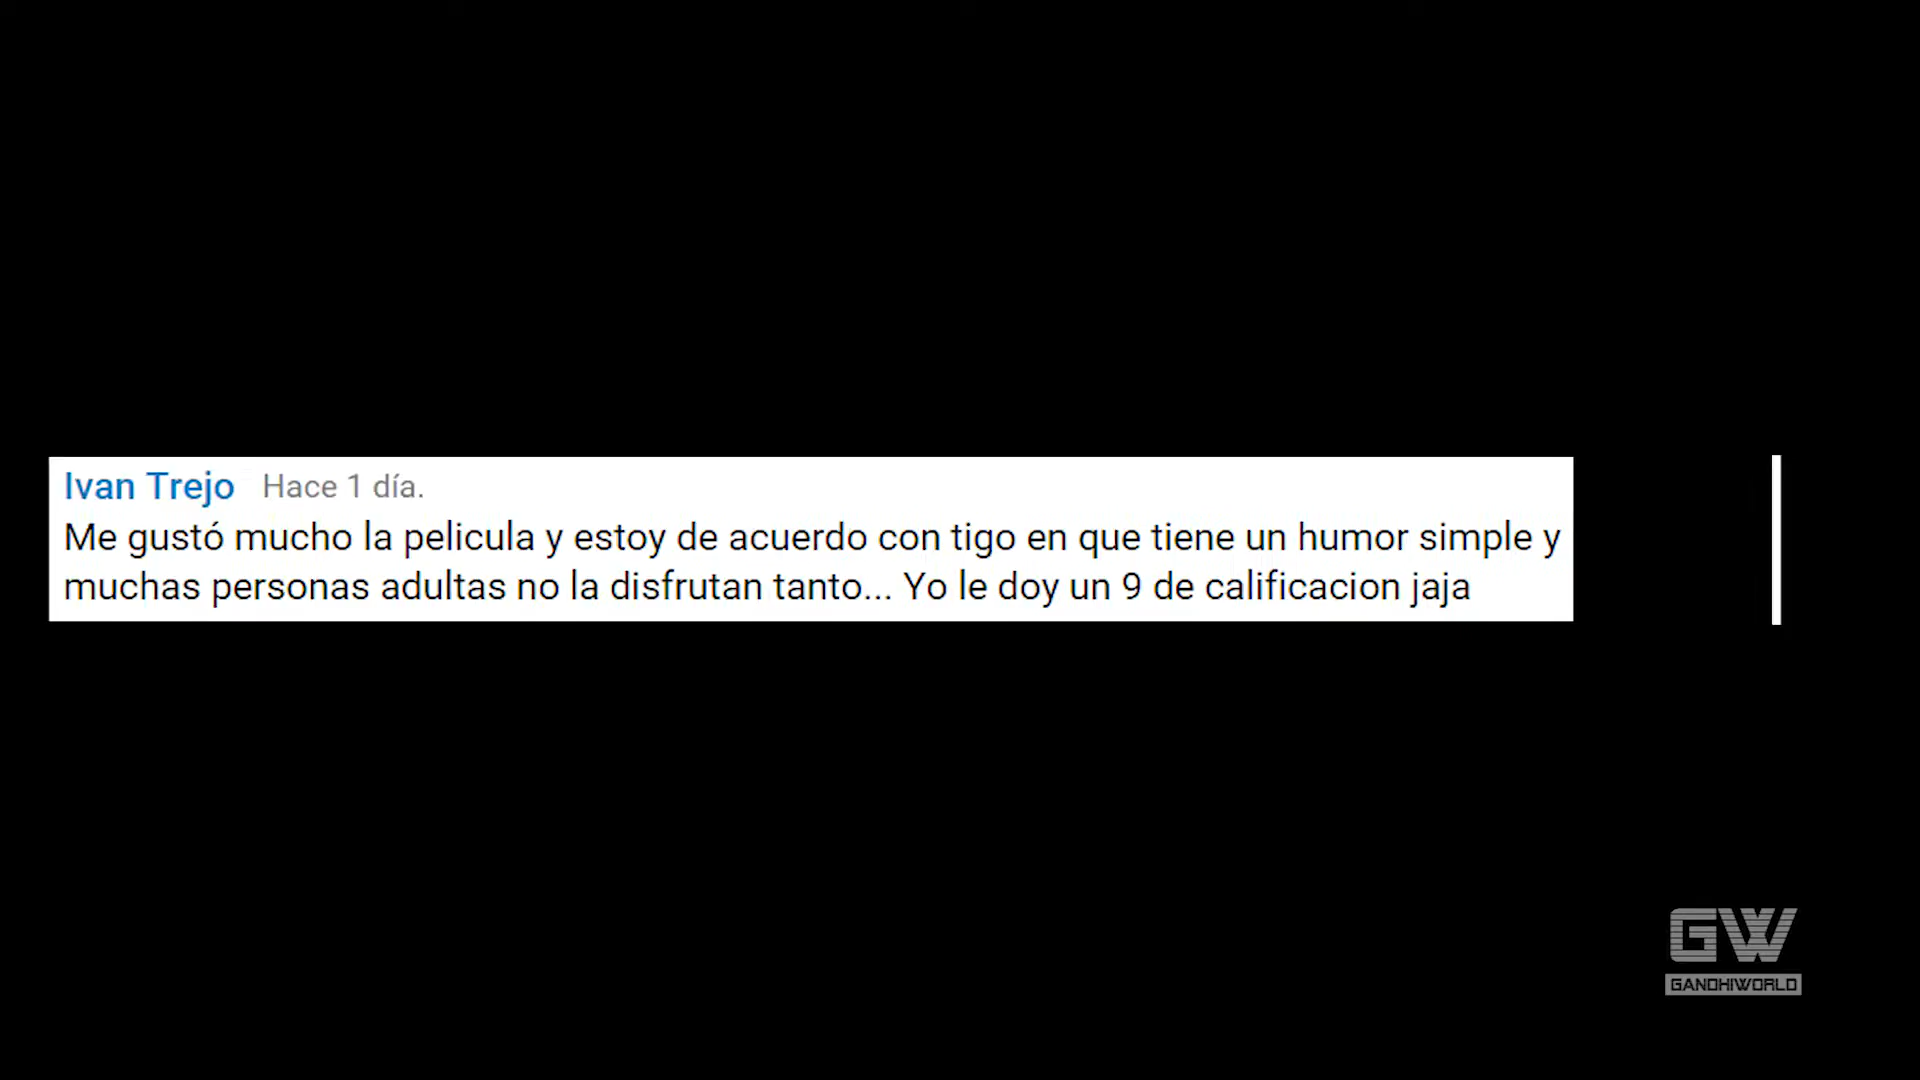 Ivan Trejo Hace 1 día.
Me gustó mucho la pelicula y estoy de acuerdo con tigo en que tiene un humor simple y
muchas personas adultas no la disfrutan tanto... Yo le doy un 9 de calificacion jaja
GW
GANDHIWORLD